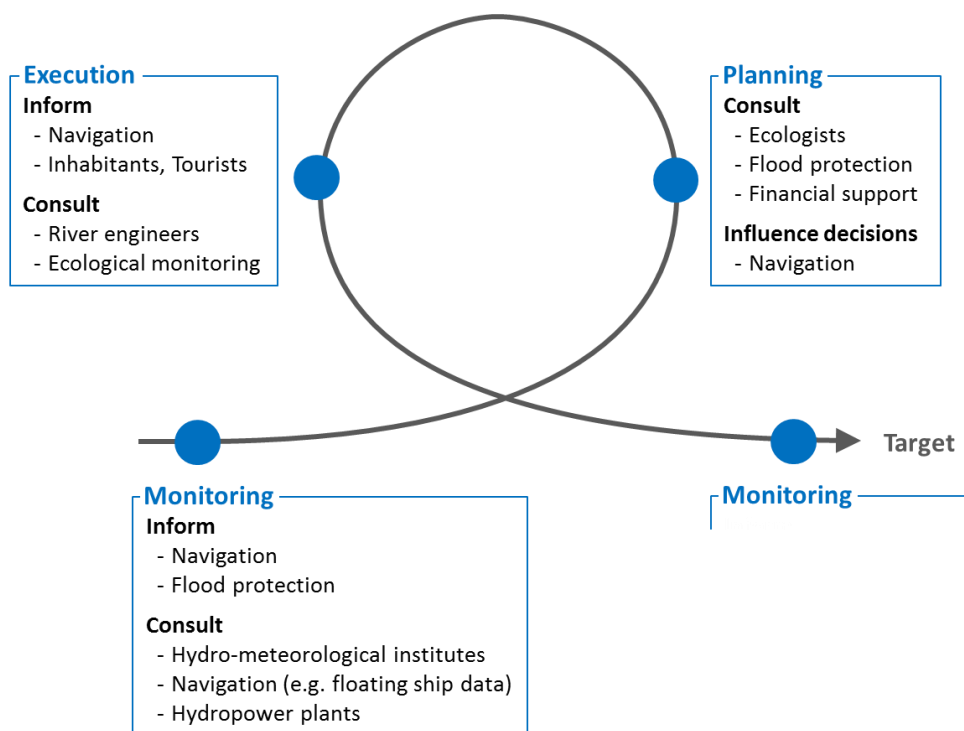 Execution
Inform
- Navigation
- Inhabitants, Tourists
Consult
- River engineers
- Ecological monitoring
Planning
Consult
- Ecologists
- Flood protection
- Financial support
Influence decisions
- Navigation
Target
Monitoring
Inform
- Navigation
- Flood protection
Consult
- Hydro-meteorological institutes
- Navigation (e.g. floating ship data)
- Hydropower plants
Monitoring